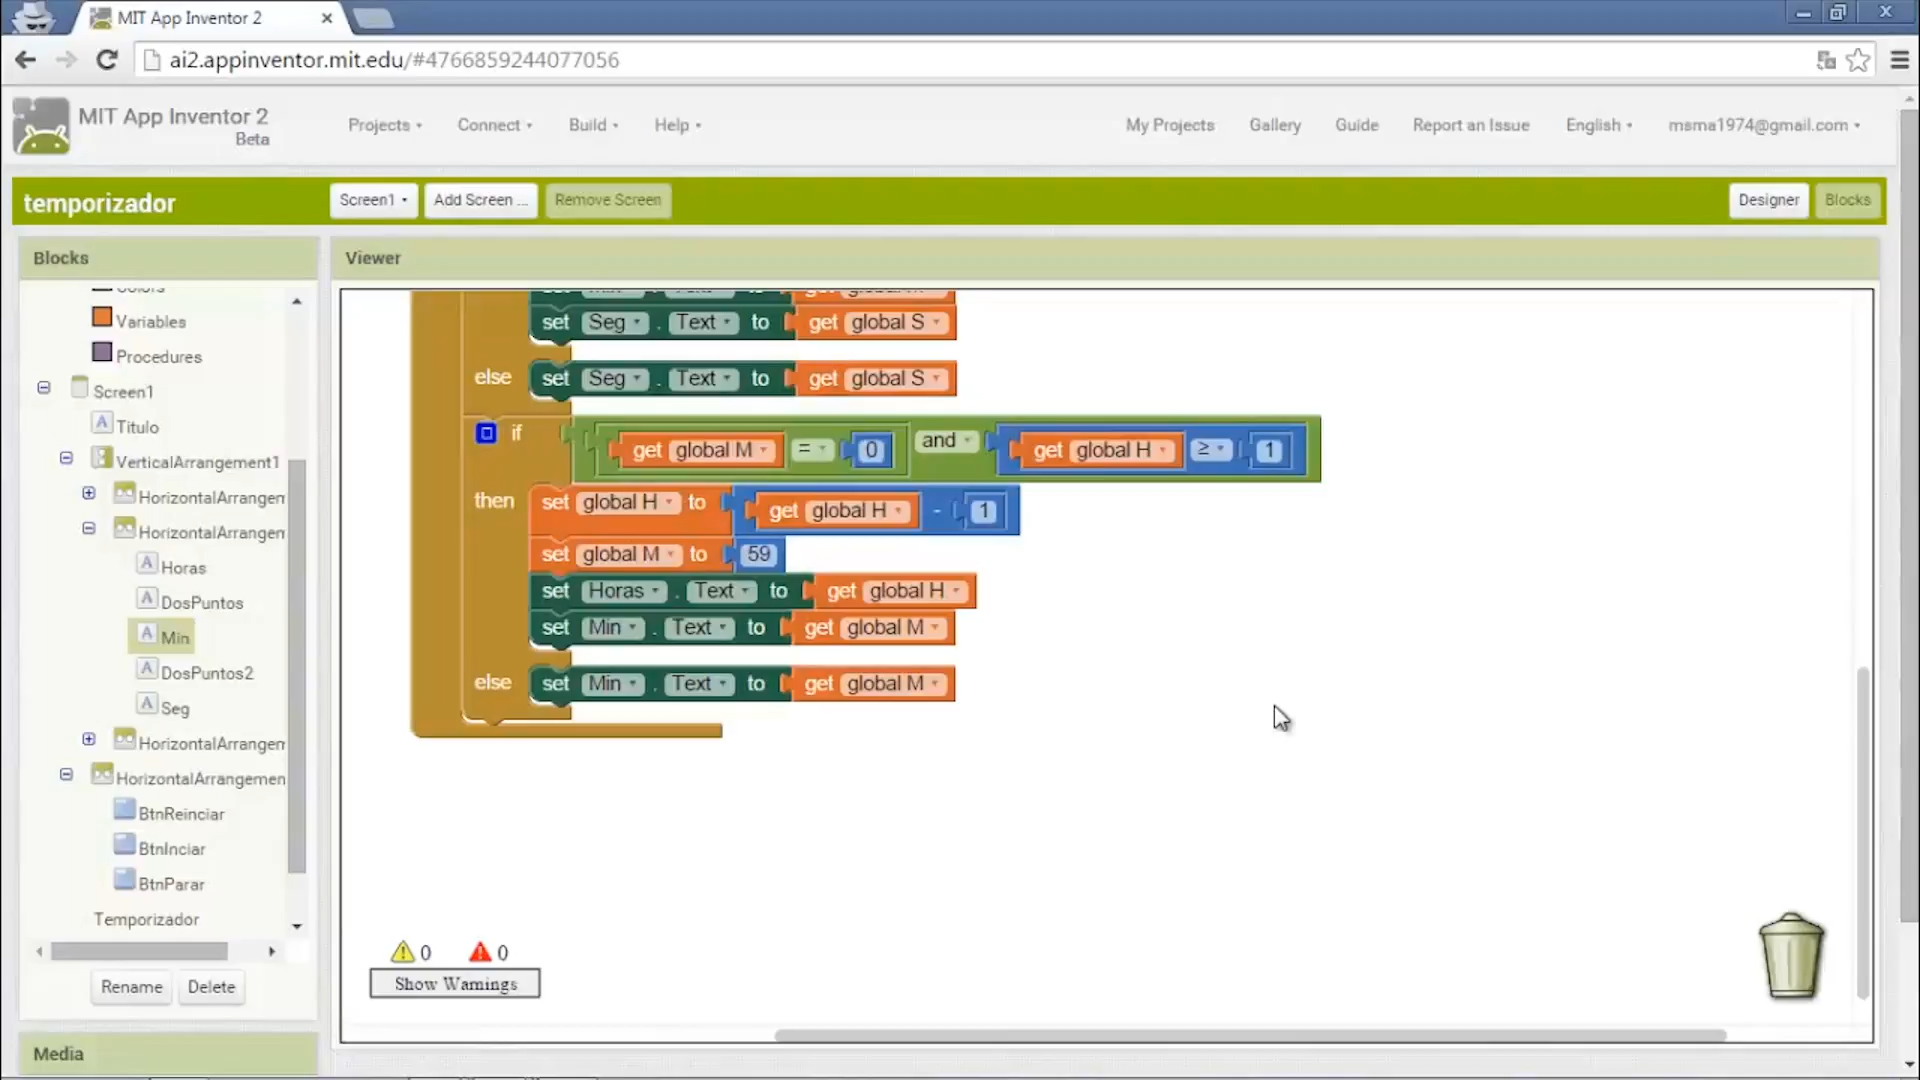 MIT App Inventor 2
ai2.appinventor.mit.edu/#4766859244077056
MIT App Inventor 2
Beta
Projects
Connect
Build
Help
My Projects
Gallery
Guide
Report an Issue
English
msma1974@gmail.com
temporizador
Screen1
Add Screen ...
Remove Screen
Designer
Blocks
Blocks
Viewer
Variables
Procedures
Screen1
Titulo
VerticalArrangement1
HorizontalArrangen
HorizontalArrangen
Horas
DosPuntos
Min
DosPuntos2
Seg
HorizontalArrangen
HorizontalArrangemen
BtnReinciar
BtnInciar
BtnParar
Temporizador
Rename
Delete
Media
set Seg . Text to get global S
else set Seg . Text to get global S
if get global M = 0 and get global H ≥ 1
then set global H to get global H - 1
set global M to 59
set Horas . Text to get global H
set Min . Text to get global M
else set Min . Text to get global M
0 0
Show Warnings